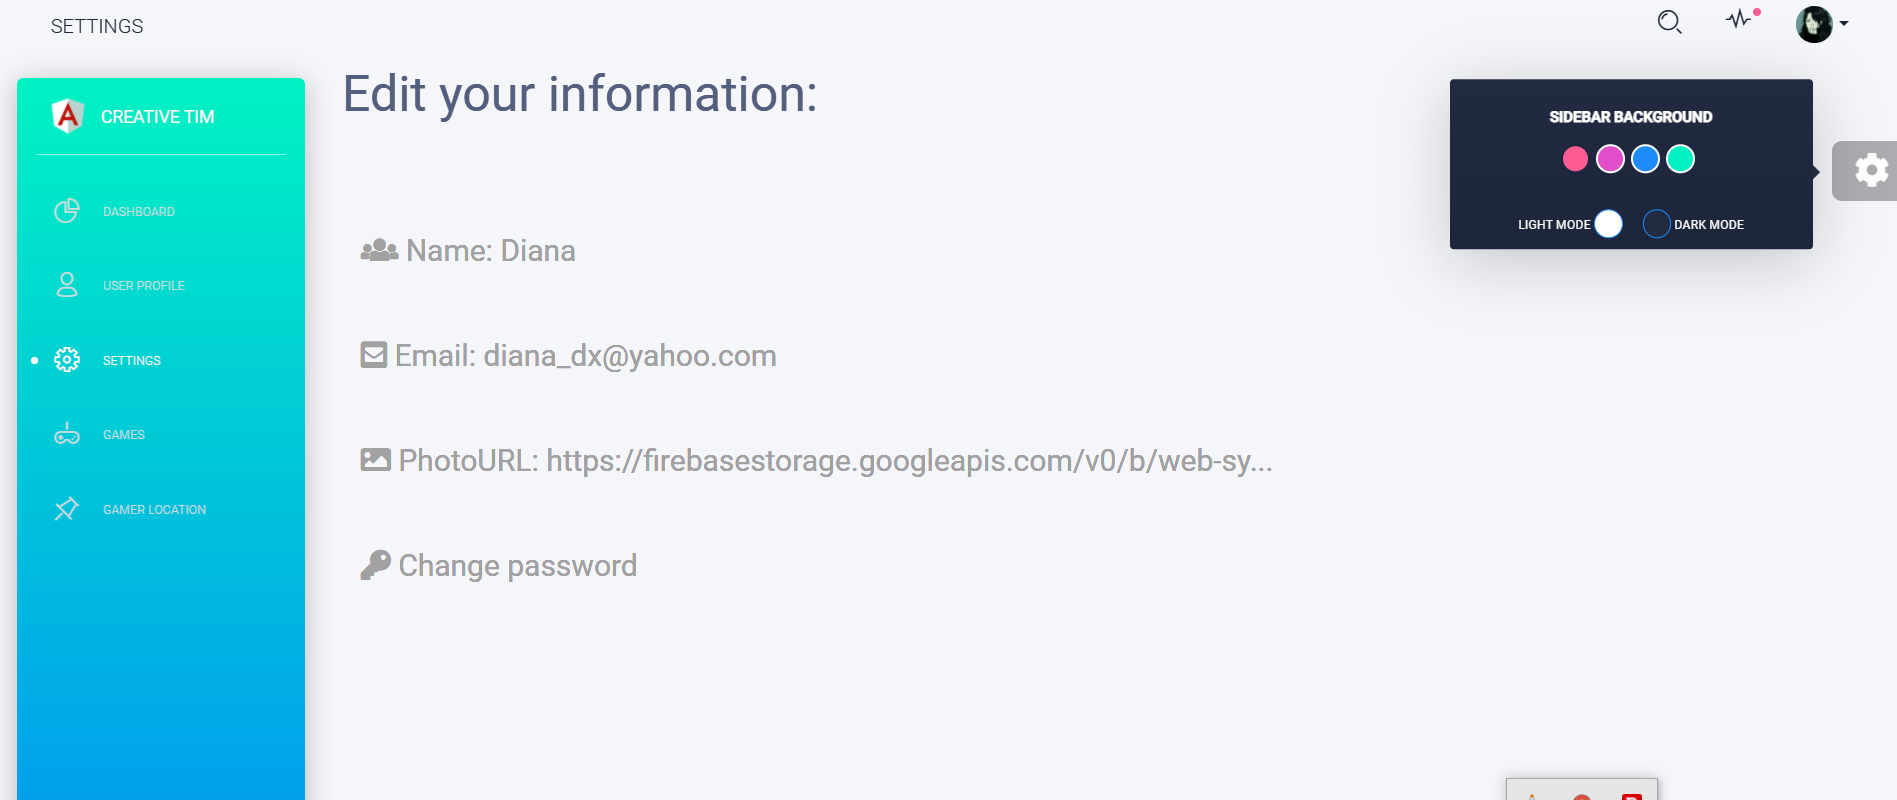 SETTINGS
CREATIVE TIM
DASHBOARD
USER PROFILE
SETTINGS
GAMES
GAMER LOCATION
Edit your information:
Name: Diana
Email: diana_dx@yahoo.com
PhotoURL: https://firebasestorage.googleapis.com/v0/b/web-sy...
Change password
SIDEBAR BACKGROUND
LIGHT MODE DARK MODE